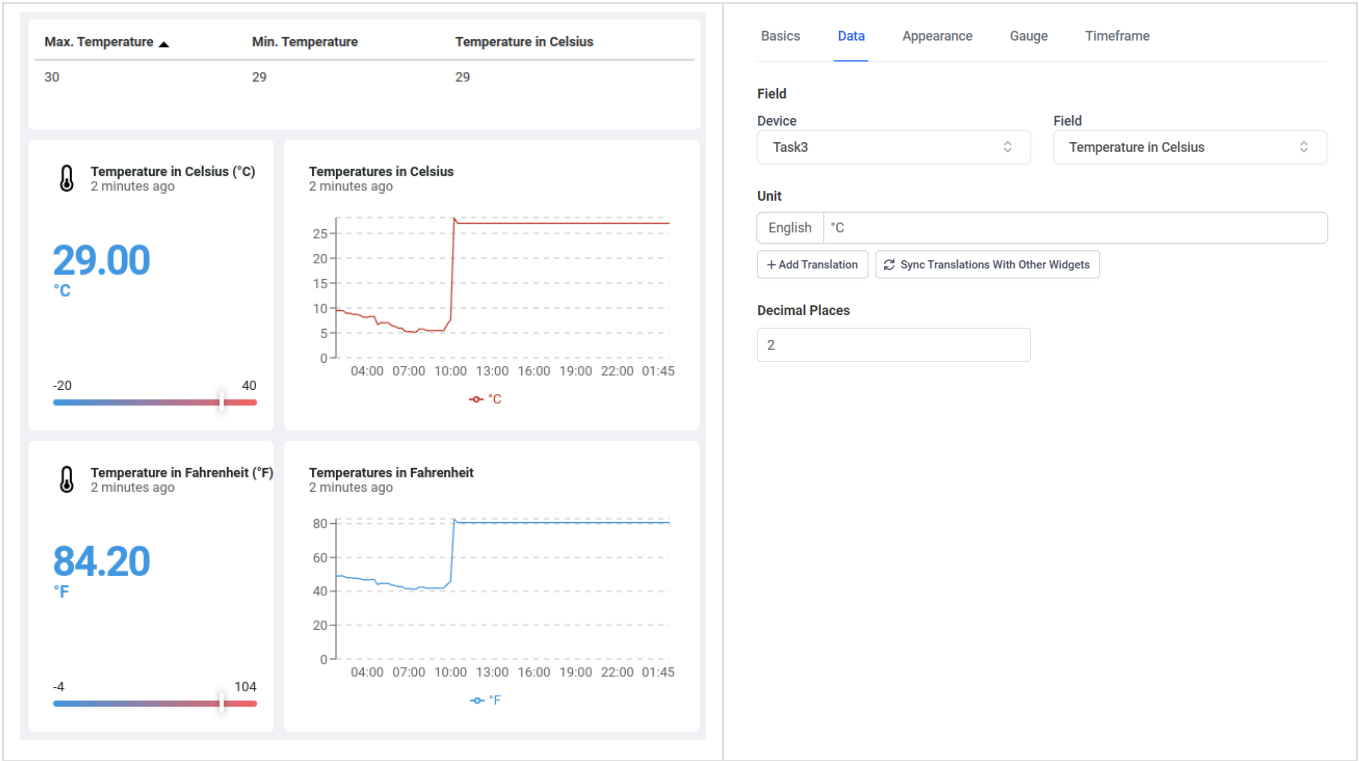 Max. Temperature Min. Temperature Temperature in Celsius
30 29 29
Temperature in Celsius (°C)
2 minutes ago
29.00
°C
-20 40
Temperatures in Celsius
2 minutes ago
25
20
15
10
5
0
04:00 07:00 10:00 13:00 16:00 19:00 22:00 01:45
°C
Temperature in Fahrenheit (°F)
2 minutes ago
84.20
°F
-4 104
Temperatures in Fahrenheit
2 minutes ago
80
60
40
20
0
04:00 07:00 10:00 13:00 16:00 19:00 22:00 01:45
°F
Basics Data Appearance Gauge Timeframe
Field
Device Field
Task3 Temperature in Celsius
Unit
English °C
+ Add Translation Sync Translations With Other Widgets
Decimal Places
2